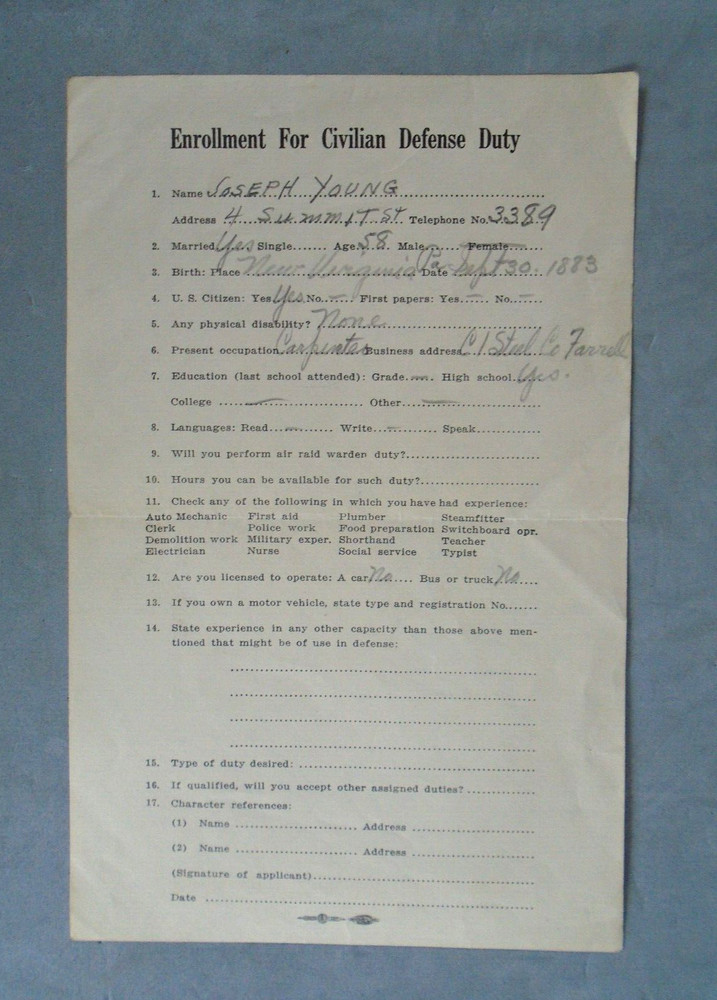 Enrollment For Civilian Defense Duty
1. Name JOSEPH YOUNG
Address 4 SUMMIT ST Telephone No. 3389
2. Married Yes Single....... Age 58 Male....... Female.......
3. Birth: Place New Virginia Pa Date Sept 30. 1883
4. U. S. Citizen: Yes Yes No. — First papers: Yes — No. —
5. Any physical disability? None
6. Present occupation Carpenter Business address C I Steel Co Farrell
7. Education (last school attended): Grade..... High school Yes.
College — Other —
8. Languages: Read — Write — Speak............
9. Will you perform air raid warden duty?..........................
10. Hours you can be available for such duty?.......................
11. Check any of the following in which you have had experience:
Auto Mechanic First aid Plumber Steamfitter
Clerk Police work Food preparation Switchboard opr.
Demolition work Military exper. Shorthand Teacher
Electrician Nurse Social service Typist
12. Are you licensed to operate: A car No.... Bus or truck No....
13. If you own a motor vehicle, state type and registration No.......
14. State experience in any other capacity than those above men-
tioned that might be of use in defense:
15. Type of duty desired: ..............................................
16. If qualified, will you accept other assigned duties? .............
17. Character references:
(1) Name ........................ Address ........................
(2) Name ........................ Address ........................
(Signature of applicant)............................................
Date ..................................................................